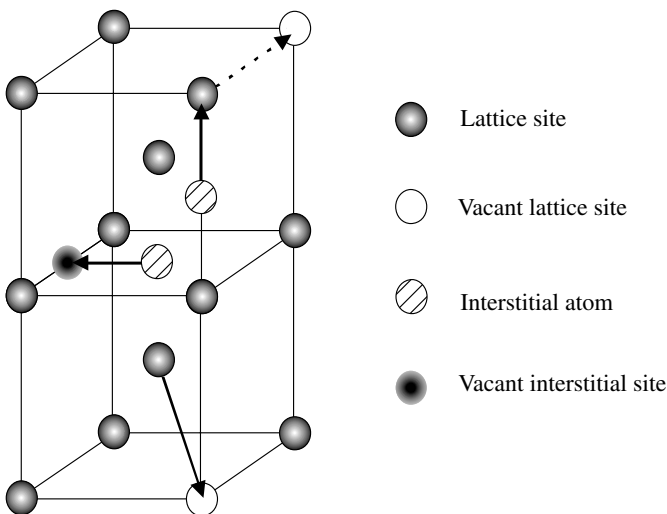 Lattice site
Vacant lattice site
Interstitial atom
Vacant interstitial site